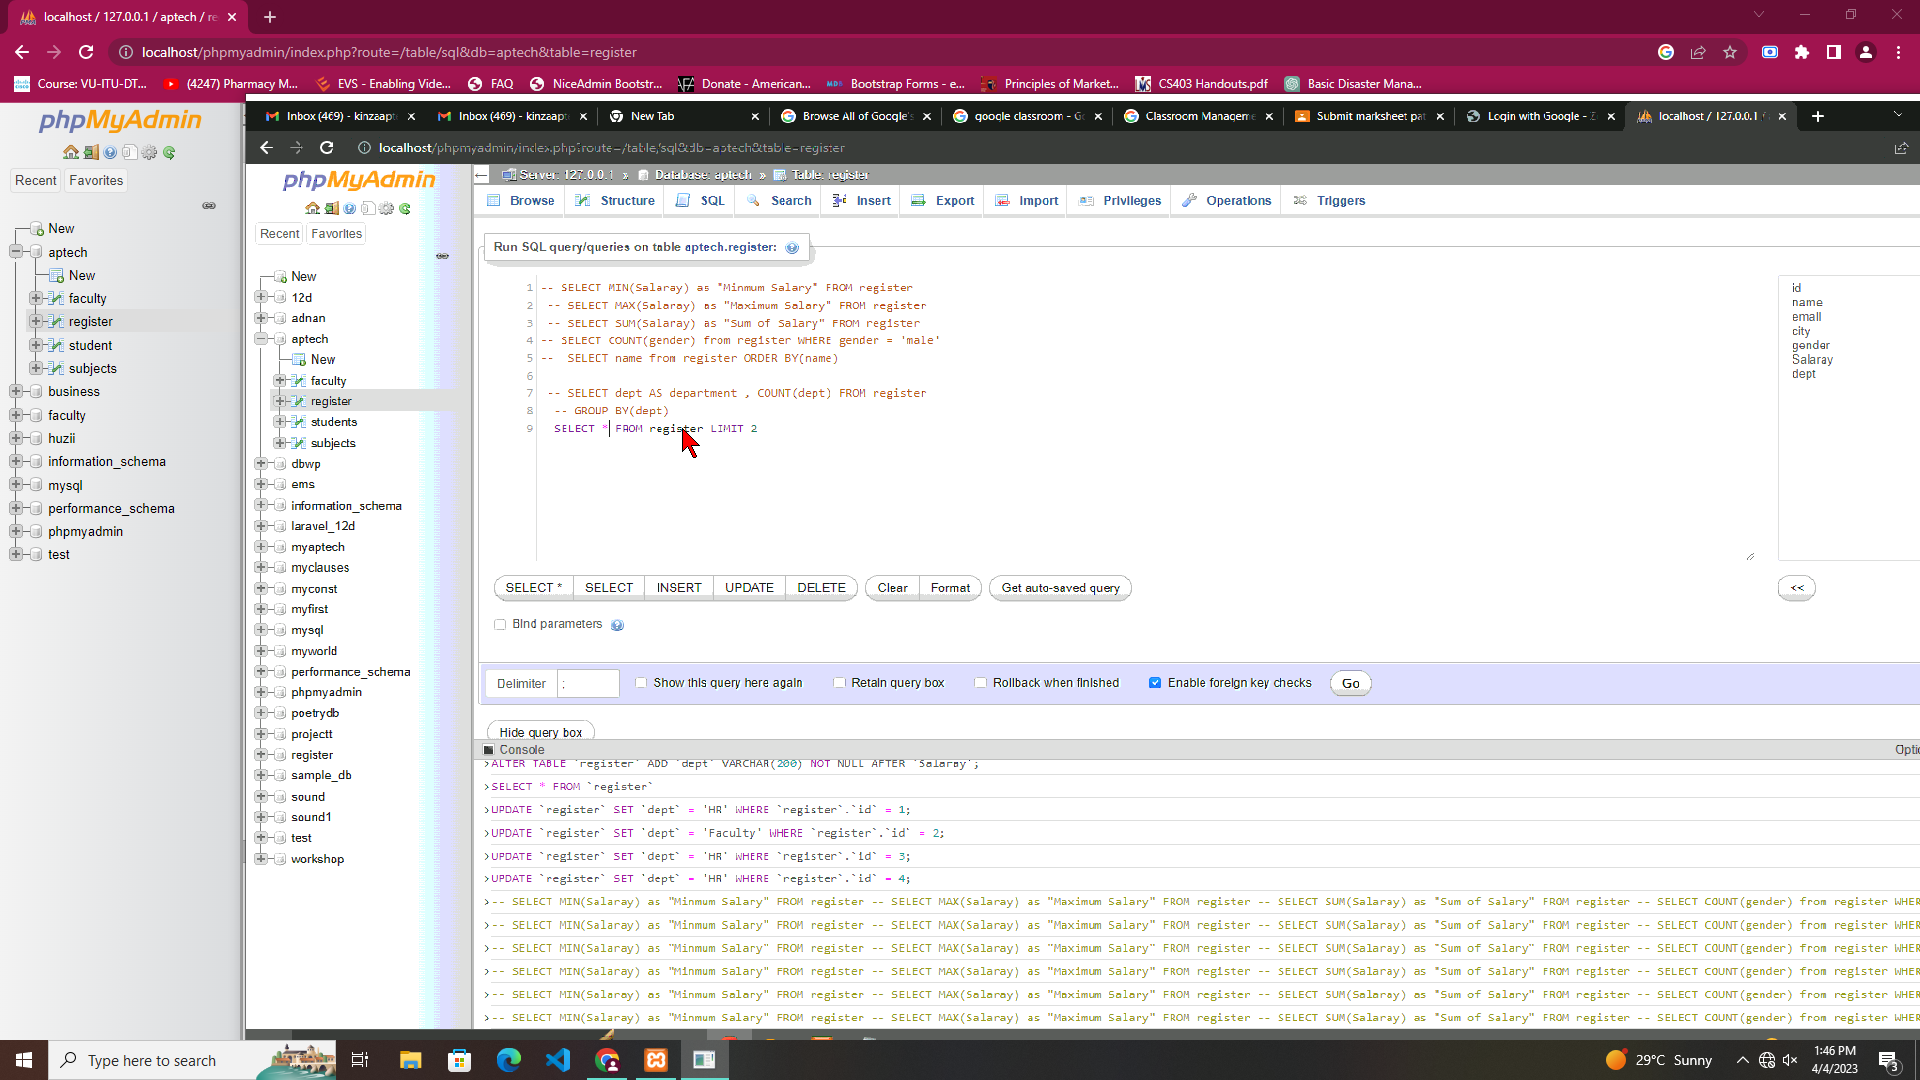 localhost / 127.0.0.1 / aptech / re
localhost/phpmyadmin/index.php?route=/table/sql&db=aptech&table=register
Course: VU-ITU-DT...
(4247) Pharmacy M...
EVS - Enabling Vide...
FAQ
NiceAdmin Bootstr...
Donate - American...
Bootstrap Forms - e...
Principles of Market...
CS403 Handouts.pdf
Basic Disaster Mana...
phpMyAdmin
Recent
Favorites
New
aptech
New
faculty
register
student
subjects
business
faculty
huzii
information_schema
mysql
performance_schema
phpmyadmin
test
Inbox (469) - kinzaapt
Inbox (469) - kinzaapt
New Tab
Browse All of Google's
google classroom - G
Classroom Manageme
Submit marksheet pat
Login with Google - Z
localhost / 127.0.0.1 /
localhost/phpmyadmin/index.php?route=/table/sql&db=aptech&table=register
phpMyAdmin
Recent
Favorites
New
12d
adnan
aptech
New
faculty
register
students
subjects
dbwp
ems
information_schema
laravel_12d
myaptech
myclauses
myconst
myfirst
mysql
myworld
performance_schema
phpmyadmin
poetrydb
projectt
register
sample_db
sound
sound1
test
workshop
Server: 127.0.0.1 » Database: aptech » Table: register
Browse
Structure
SQL
Search
Insert
Export
Import
Privileges
Operations
Triggers
Run SQL query/queries on table aptech.register:
1 -- SELECT MIN(Salaray) as "Minmum Salary" FROM register
2 -- SELECT MAX(Salaray) as "Maximum Salary" FROM register
3 -- SELECT SUM(Salaray) as "Sum of Salary" FROM register
4 -- SELECT COUNT(gender) from register WHERE gender = 'male'
5 -- SELECT name from register ORDER BY(name)
6
7 -- SELECT dept AS department , COUNT(dept) FROM register
8 -- GROUP BY(dept)
9 SELECT * FROM register LIMIT 2
id
name
email
city
gender
Salaray
dept
SELECT *
SELECT
INSERT
UPDATE
DELETE
Clear
Format
Get auto-saved query
<<
Bind parameters
Delimiter ;
Show this query here again
Retain query box
Rollback when finished
Enable foreign key checks
Go
Hide query box
Console
Optio
>ALTER TABLE `register` ADD `dept` VARCHAR(200) NOT NULL AFTER `Salaray`;
>SELECT * FROM `register`
>UPDATE `register` SET `dept` = 'HR' WHERE `register`.`id` = 1;
>UPDATE `register` SET `dept` = 'Faculty' WHERE `register`.`id` = 2;
>UPDATE `register` SET `dept` = 'HR' WHERE `register`.`id` = 3;
>UPDATE `register` SET `dept` = 'HR' WHERE `register`.`id` = 4;
>-- SELECT MIN(Salaray) as "Minmum Salary" FROM register -- SELECT MAX(Salaray) as "Maximum Salary" FROM register -- SELECT SUM(Salaray) as "Sum of Salary" FROM register -- SELECT COUNT(gender) from register WHER
>-- SELECT MIN(Salaray) as "Minmum Salary" FROM register -- SELECT MAX(Salaray) as "Maximum Salary" FROM register -- SELECT SUM(Salaray) as "Sum of Salary" FROM register -- SELECT COUNT(gender) from register WHER
>-- SELECT MIN(Salaray) as "Minmum Salary" FROM register -- SELECT MAX(Salaray) as "Maximum Salary" FROM register -- SELECT SUM(Salaray) as "Sum of Salary" FROM register -- SELECT COUNT(gender) from register WHER
>-- SELECT MIN(Salaray) as "Minmum Salary" FROM register -- SELECT MAX(Salaray) as "Maximum Salary" FROM register -- SELECT SUM(Salaray) as "Sum of Salary" FROM register -- SELECT COUNT(gender) from register WHER
>-- SELECT MIN(Salaray) as "Minmum Salary" FROM register -- SELECT MAX(Salaray) as "Maximum Salary" FROM register -- SELECT SUM(Salaray) as "Sum of Salary" FROM register -- SELECT COUNT(gender) from register WHER
>-- SELECT MIN(Salaray) as "Minmum Salary" FROM register -- SELECT MAX(Salaray) as "Maximum Salary" FROM register -- SELECT SUM(Salaray) as "Sum of Salary" FROM register -- SELECT COUNT(gender) from register WHER
Type here to search
29°C Sunny
1:46 PM
4/4/2023
3